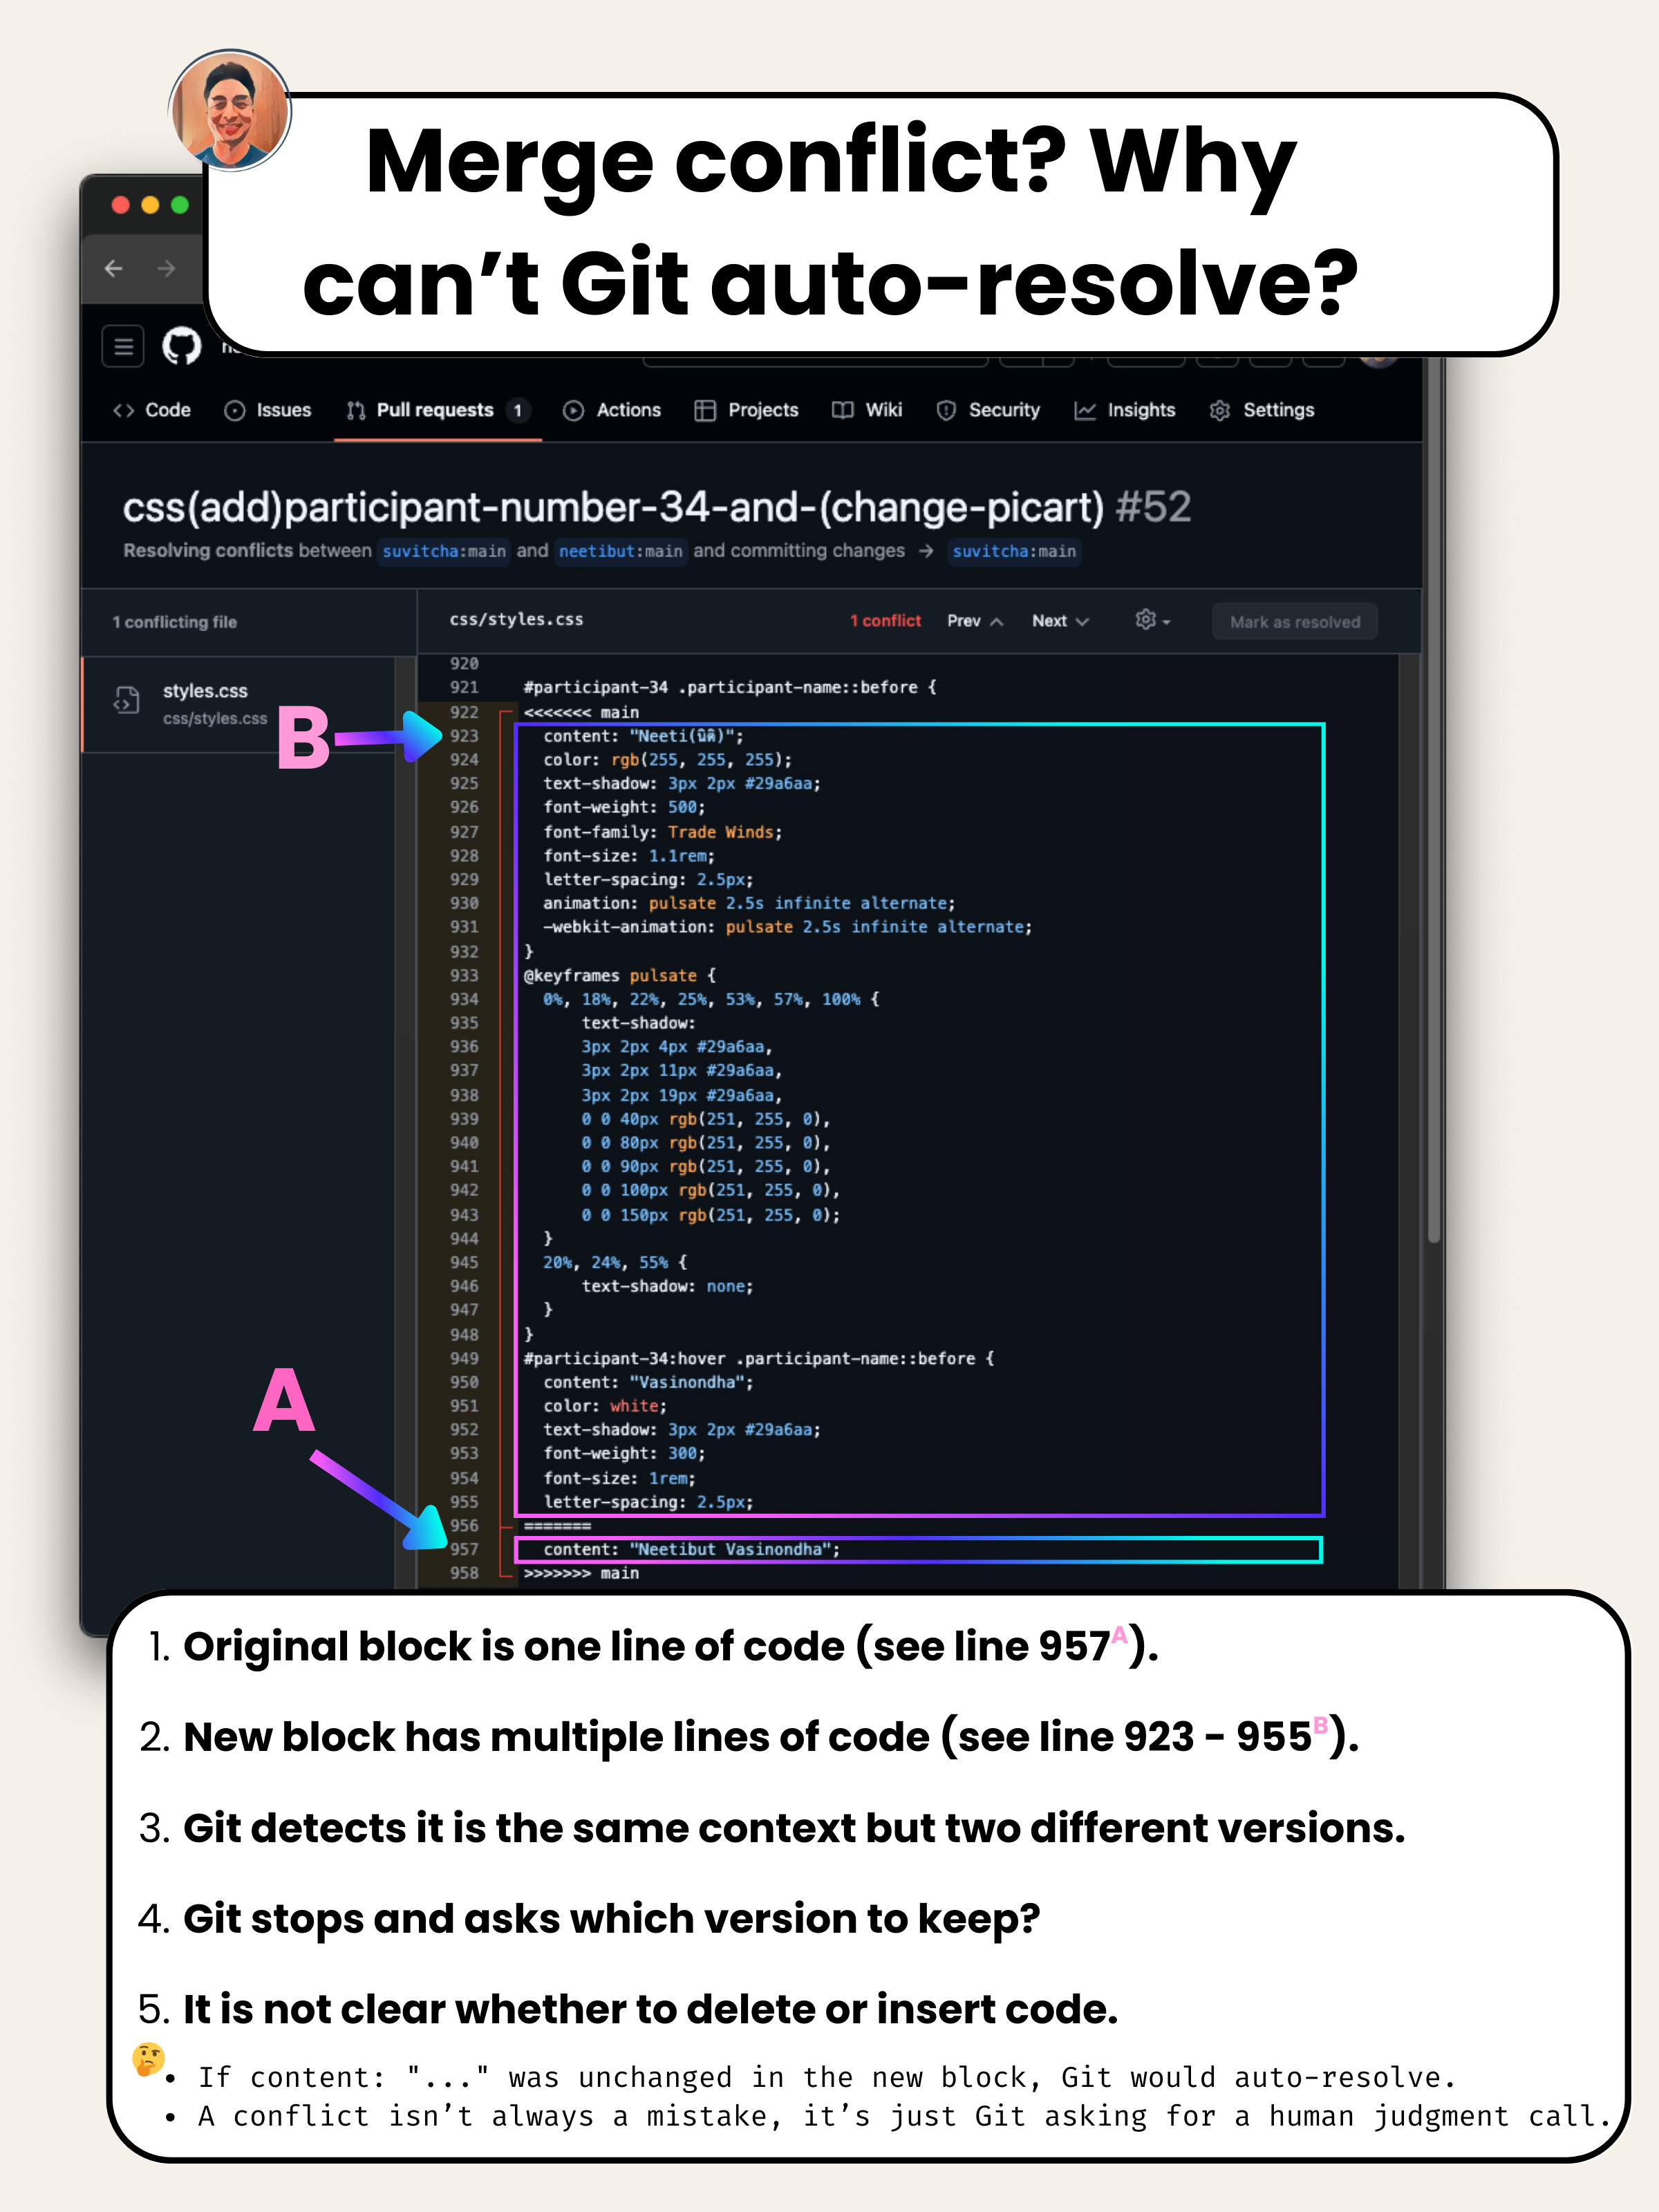 Merge conflict? Why
can’t Git auto-resolve?
Code Issues Pull requests 1 Actions Projects Wiki Security Insights Settings
css(add)participant-number-34-and-(change-picart) #52
Resolving conflicts between suvitcha:main and neetibut:main and committing changes → suvitcha:main
1 conflicting file
css/styles.css 1 conflict Prev Next Mark as resolved
styles.css
css/styles.css
B
A
920
921 #participant-34 .participant-name::before {
922 <<<<<<< main
923 content: "Neeti(นิติ)";
924 color: rgb(255, 255, 255);
925 text-shadow: 3px 2px #29a6aa;
926 font-weight: 500;
927 font-family: Trade Winds;
928 font-size: 1.1rem;
929 letter-spacing: 2.5px;
930 animation: pulsate 2.5s infinite alternate;
931 -webkit-animation: pulsate 2.5s infinite alternate;
932 }
933 @keyframes pulsate {
934 0%, 18%, 22%, 25%, 53%, 57%, 100% {
935 text-shadow:
936 3px 2px 4px #29a6aa,
937 3px 2px 11px #29a6aa,
938 3px 2px 19px #29a6aa,
939 0 0 40px rgb(251, 255, 0),
940 0 0 80px rgb(251, 255, 0),
941 0 0 90px rgb(251, 255, 0),
942 0 0 100px rgb(251, 255, 0),
943 0 0 150px rgb(251, 255, 0);
944 }
945 20%, 24%, 55% {
946 text-shadow: none;
947 }
948 }
949 #participant-34:hover .participant-name::before {
950 content: "Vasinondha";
951 color: white;
952 text-shadow: 3px 2px #29a6aa;
953 font-weight: 300;
954 font-size: 1rem;
955 letter-spacing: 2.5px;
956 =======
957 content: "Neetibut Vasinondha";
958 >>>>>>> main
1. Original block is one line of code (see line 957A).
2. New block has multiple lines of code (see line 923 - 955B).
3. Git detects it is the same context but two different versions.
4. Git stops and asks which version to keep?
5. It is not clear whether to delete or insert code.
🤔
• If content: "..." was unchanged in the new block, Git would auto-resolve.
• A conflict isn’t always a mistake, it’s just Git asking for a human judgment call.